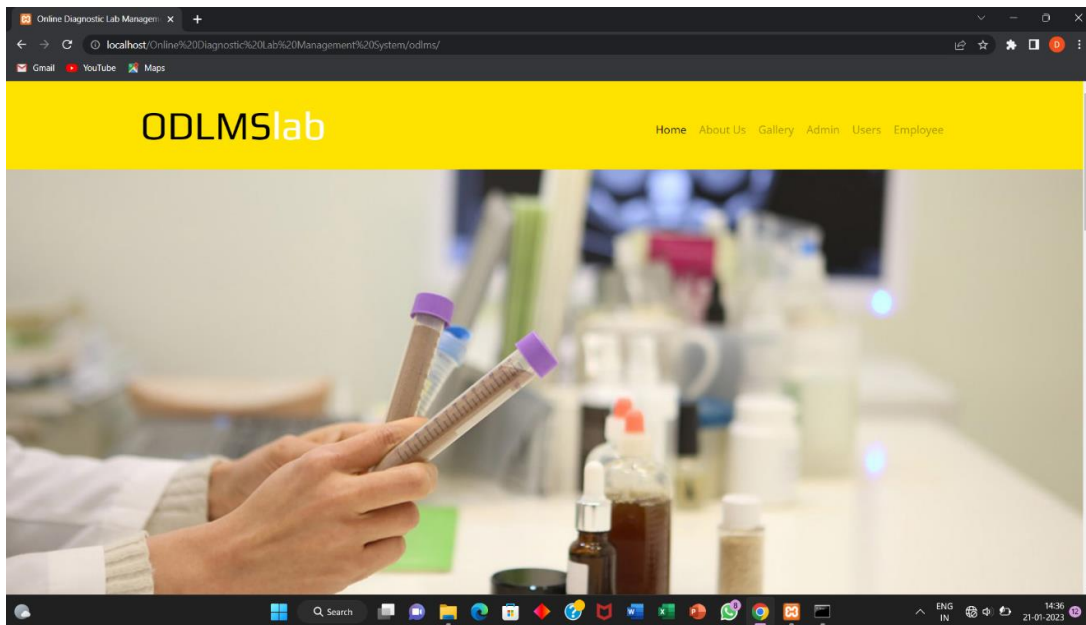 Online Diagnostic Lab Managem
localhost/Online%20Diagnostic%20Lab%20Management%20System/odlms/
Gmail YouTube Maps
ODLMSlab
Home About Us Gallery Admin Users Employee
Search
ENG
IN
14:36
21-01-2023
12